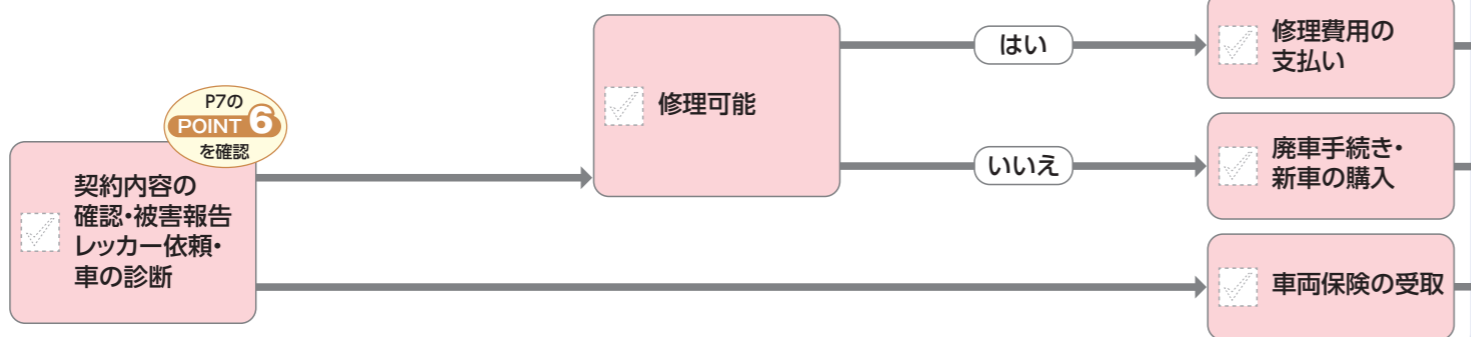 P7の
POINT 6
を確認
契約内容の
確認・被害報告
レッカー依頼・
車の診断
修理可能
はい
修理費用の
支払い
いいえ
廃車手続き・
新車の購入
車両保険の受取